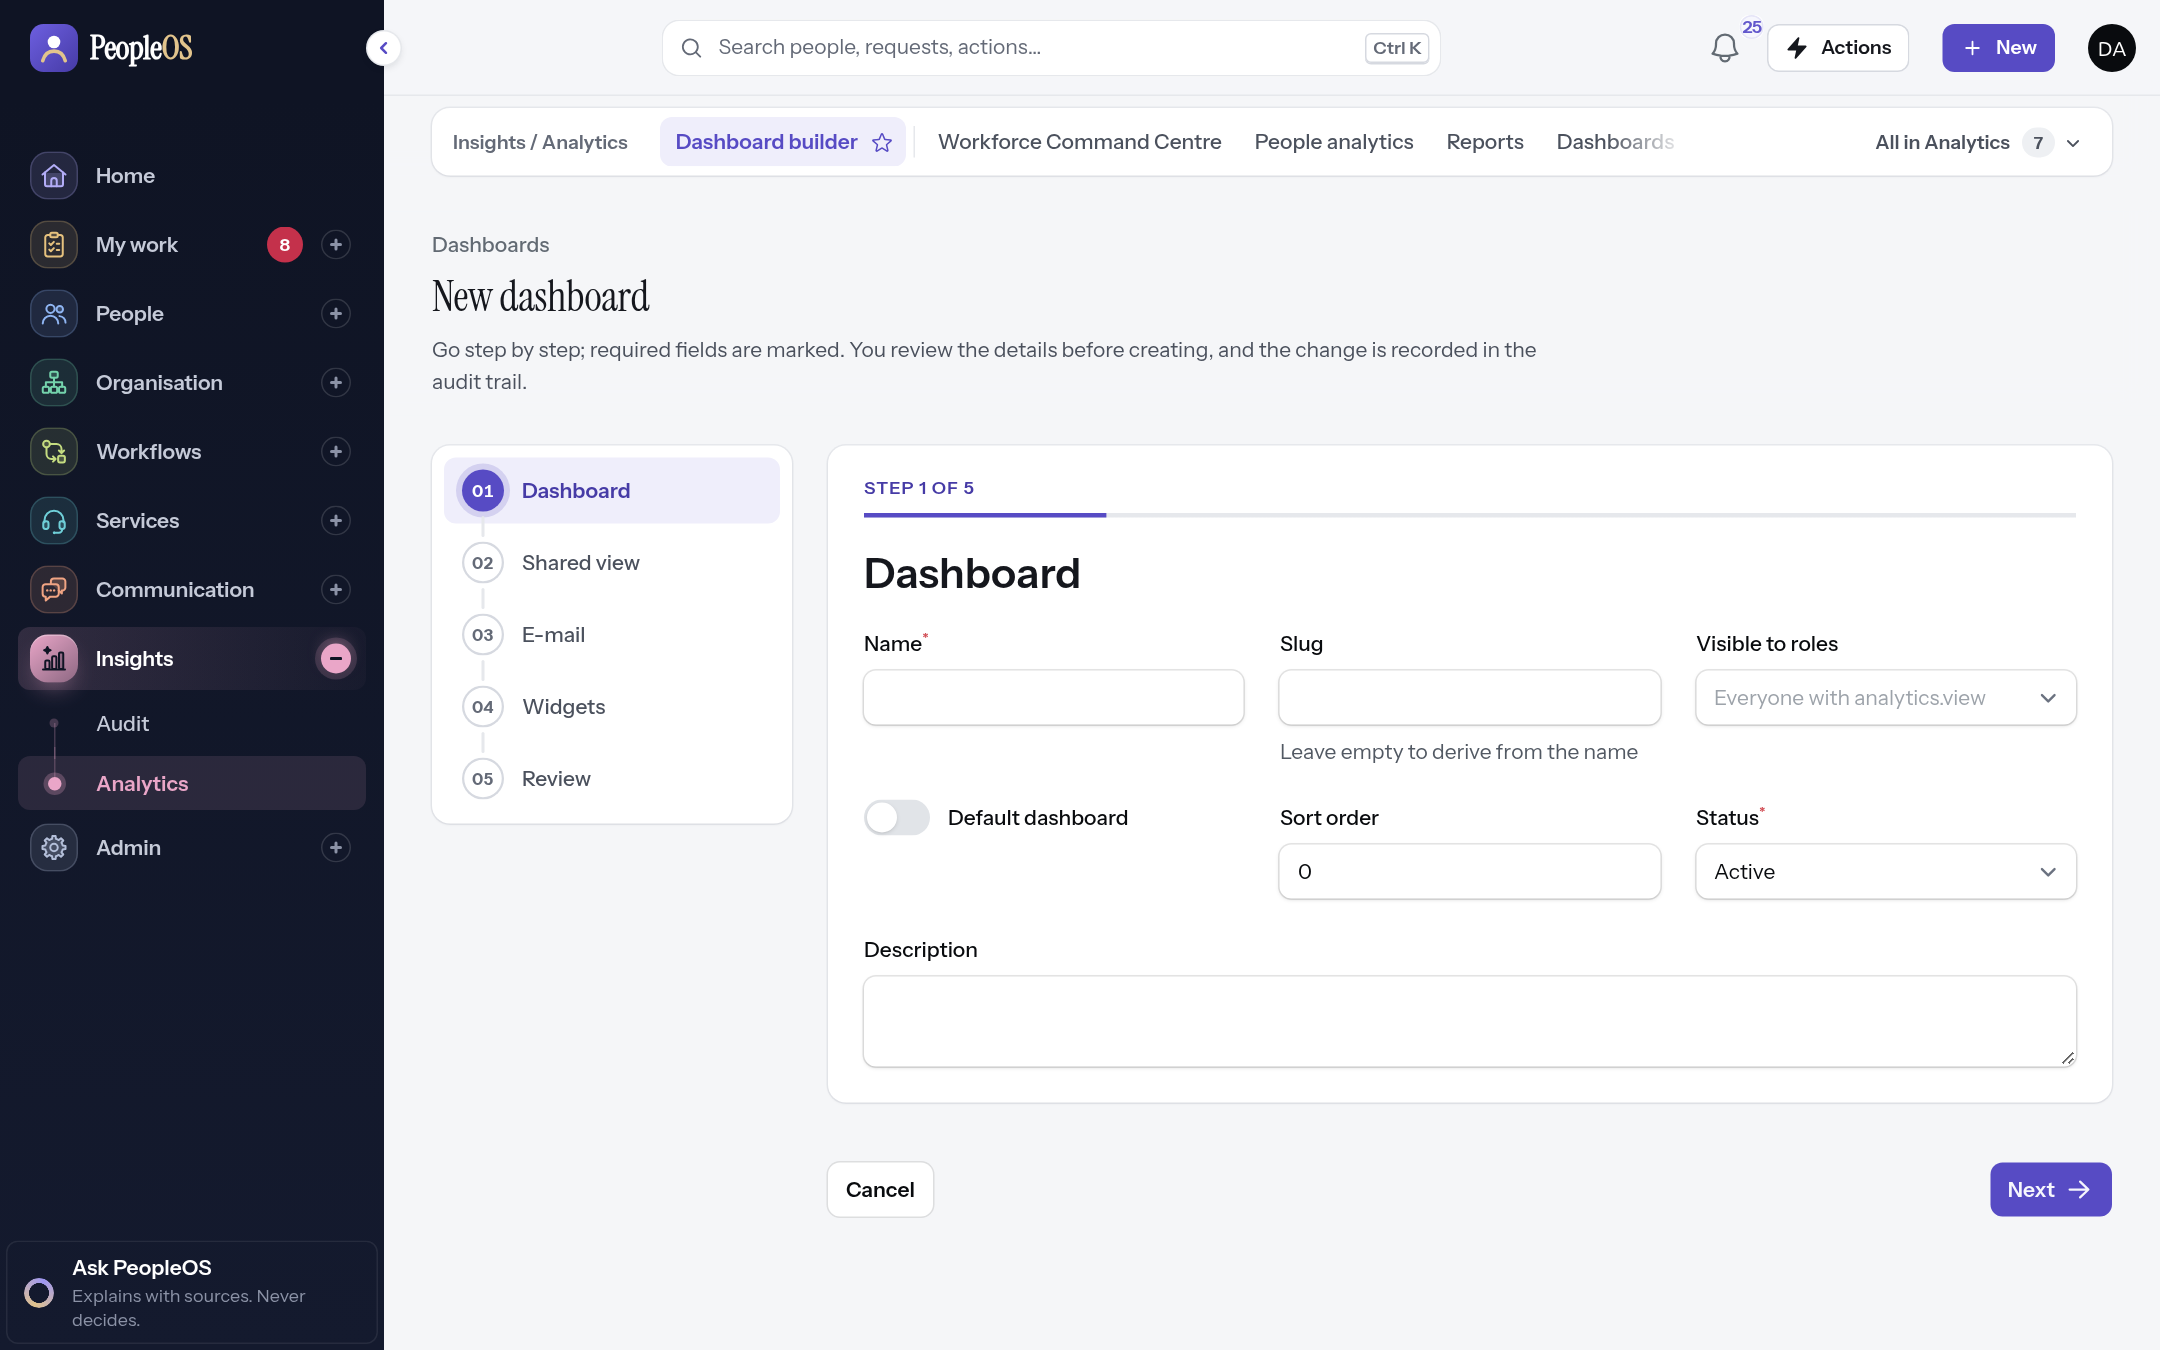 PeopleOS
Search people, requests, actions...
Ctrl K
25
Actions
New
DA
Home
My work
8
People
Organisation
Workflows
Services
Communication
Insights
Audit
Analytics
Admin
Ask PeopleOS
Explains with sources. Never
decides.
Insights / Analytics
Dashboard builder
Workforce Command Centre
People analytics
Reports
Dashboards
All in Analytics
7
Dashboards
New dashboard
Go step by step; required fields are marked. You review the details before creating, and the change is recorded in the
audit trail.
01 Dashboard
02 Shared view
03 E-mail
04 Widgets
05 Review
STEP 1 OF 5
Dashboard
Name*
Slug
Leave empty to derive from the name
Visible to roles
Everyone with analytics.view
Default dashboard
Sort order
0
Status*
Active
Description
Cancel
Next